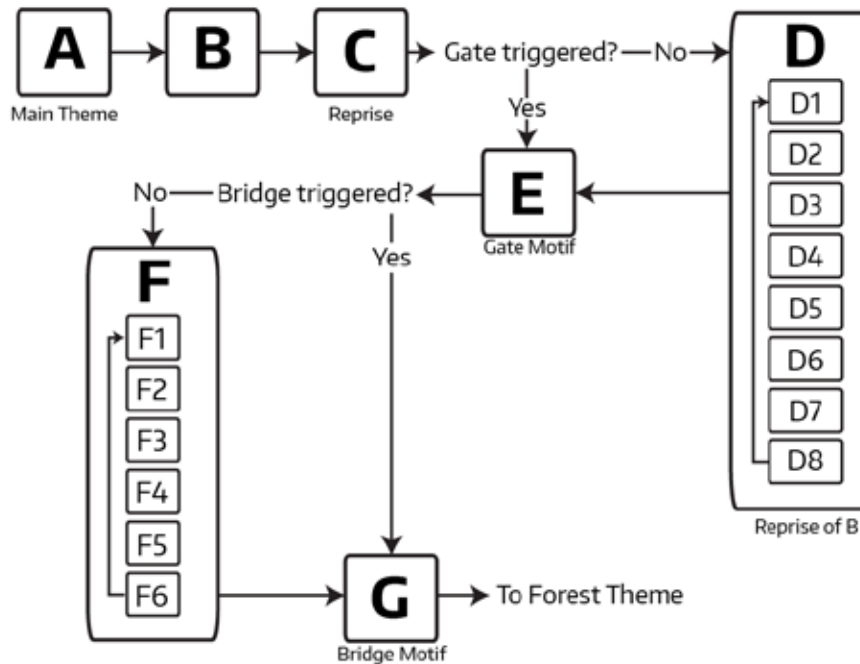 A
Main Theme
B
C
Reprise
Gate triggered?
No
Yes
D
D1
D2
D3
D4
D5
D6
D7
D8
Reprise of B
E
Gate Motif
Bridge triggered?
No
Yes
F
F1
F2
F3
F4
F5
F6
G
Bridge Motif
To Forest Theme